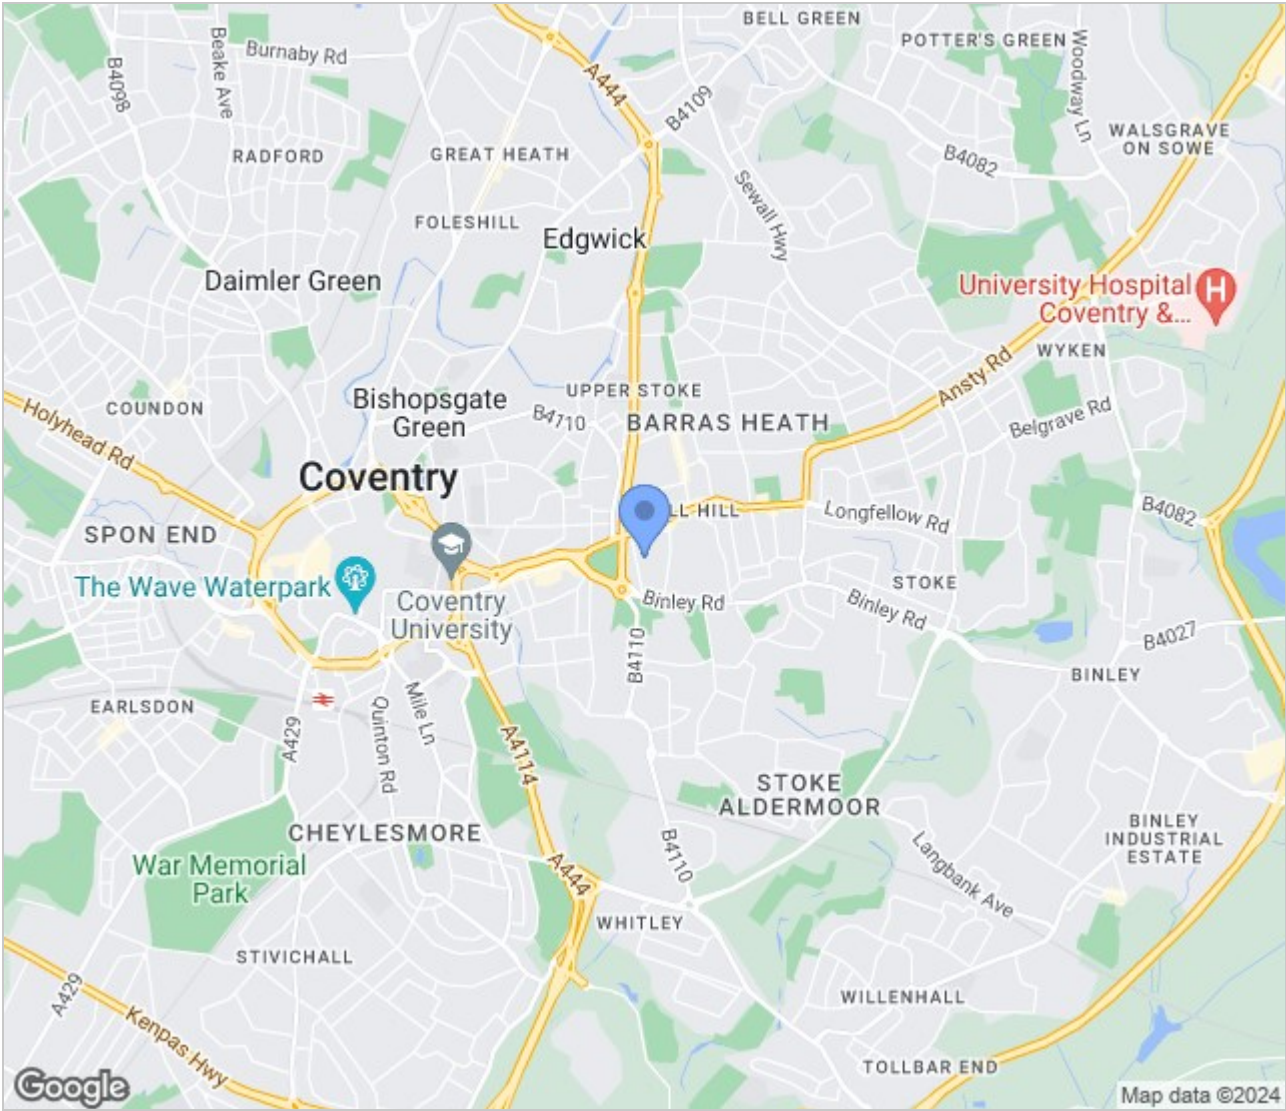 BELL GREEN
POTTER'S GREEN
Burnaby Rd
Beake Ave
B4098
A444
B4109
Woodway Ln
WALSGRAVE
ON SOWE
RADFORD
GREAT HEATH
B4082
Sewall Hwy
FOLESHILL
Edgwick
Daimler Green
University Hospital
Coventry &...
H
WYKEN
Ansty Rd
UPPER STOKE
Bishopsgate
Green
B4110
BARRAS HEATH
Belgrave Rd
COUNDON
Holyhead Rd
Coventry
LL HILL
Longfellow Rd
B4082
SPON END
The Wave Waterpark
Coventry
University
STOKE
Binley Rd
Binley Rd
B4110
B4027
BINLEY
EARLSDON
A429
Quinton Rd
Mile Ln
A4114
STOKE
ALDERMOOR
CHEYLESMORE
BINLEY
INDUSTRIAL
ESTATE
War Memorial
Park
B4110
Langbank Ave
A444
WHITLEY
STIVICHALL
A429
WILLENHALL
Kenpas Hwy
TOLLBAR END
Google
Map data ©2024